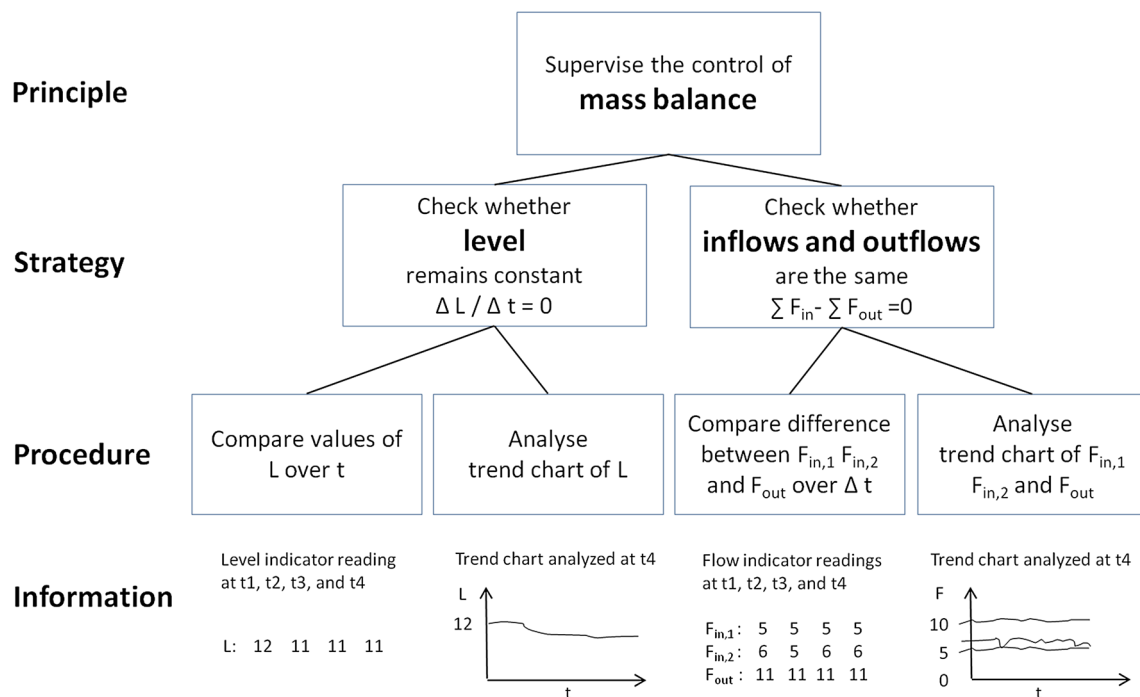 Principle
Supervise the control of
mass balance
Strategy
Check whether
level
remains constant
Δ L / Δ t = 0
Check whether
inflows and outflows
are the same
∑ Fin- ∑ Fout =0
Procedure
Compare values of
L over t
Analyse
trend chart of L
Compare difference
between Fin,1 Fin,2
and Fout over Δ t
Analyse
trend chart of Fin,1
Fin,2 and Fout
Information
Level indicator reading
at t1, t2, t3, and t4
L: 12 11 11 11
Trend chart analyzed at t4
L
12
t
Flow indicator readings
at t1, t2, t3, and t4
Fin,1 : 5 5 5 5
Fin,2 : 6 5 6 6
Fout : 11 11 11 11
Trend chart analyzed at t4
F
10
5
0
t